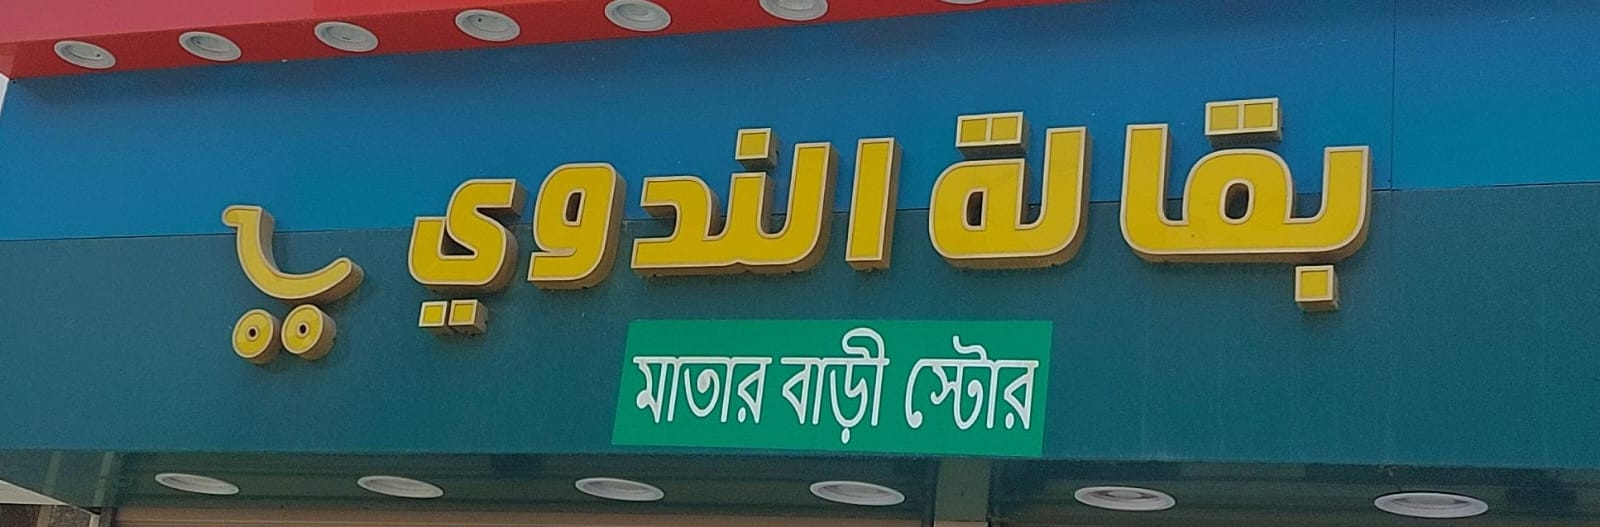 بقالة الندوي
মাতার বাড়ী স্টোর